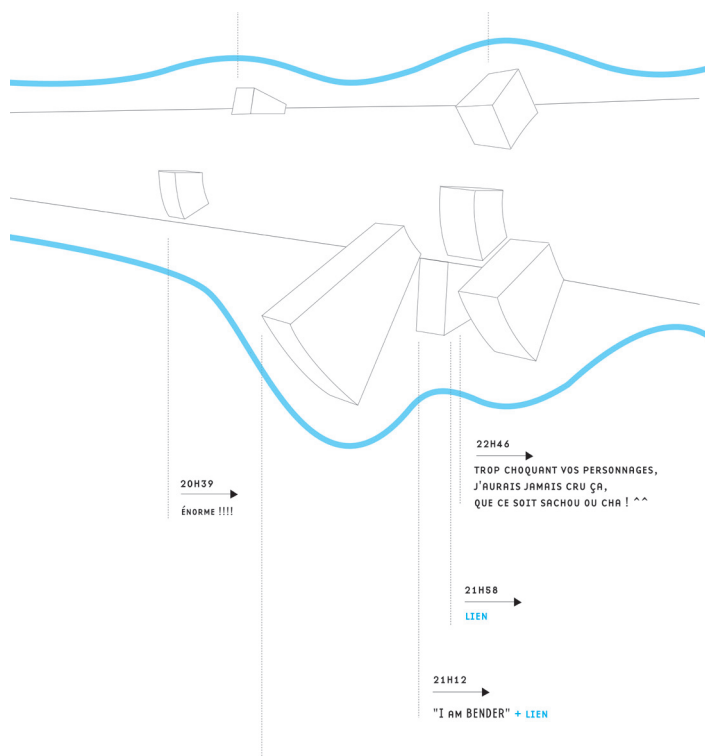 22H46
TROP CHOQUANT VOS PERSONNAGES,
J'AURAIS JAMAIS CRU ÇA,
QUE CE SOIT SACHOU OU CHA ! ^^
20H39
ÉNORME !!!!
21H58
LIEN
21H12
"I AM BENDER" + LIEN